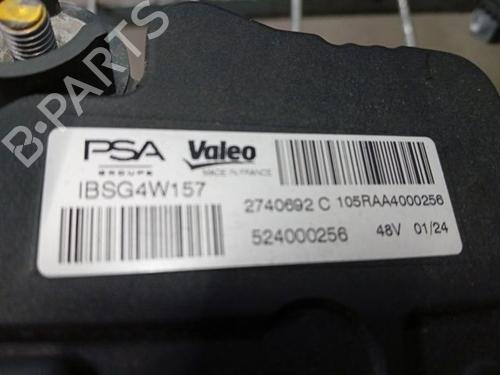 B-PARTS
PSA
GROUPE
Valeo
MADE IN FRANCE
IBSG4W157
2740692 C 105RAA4000256
524000256
48V 01/24